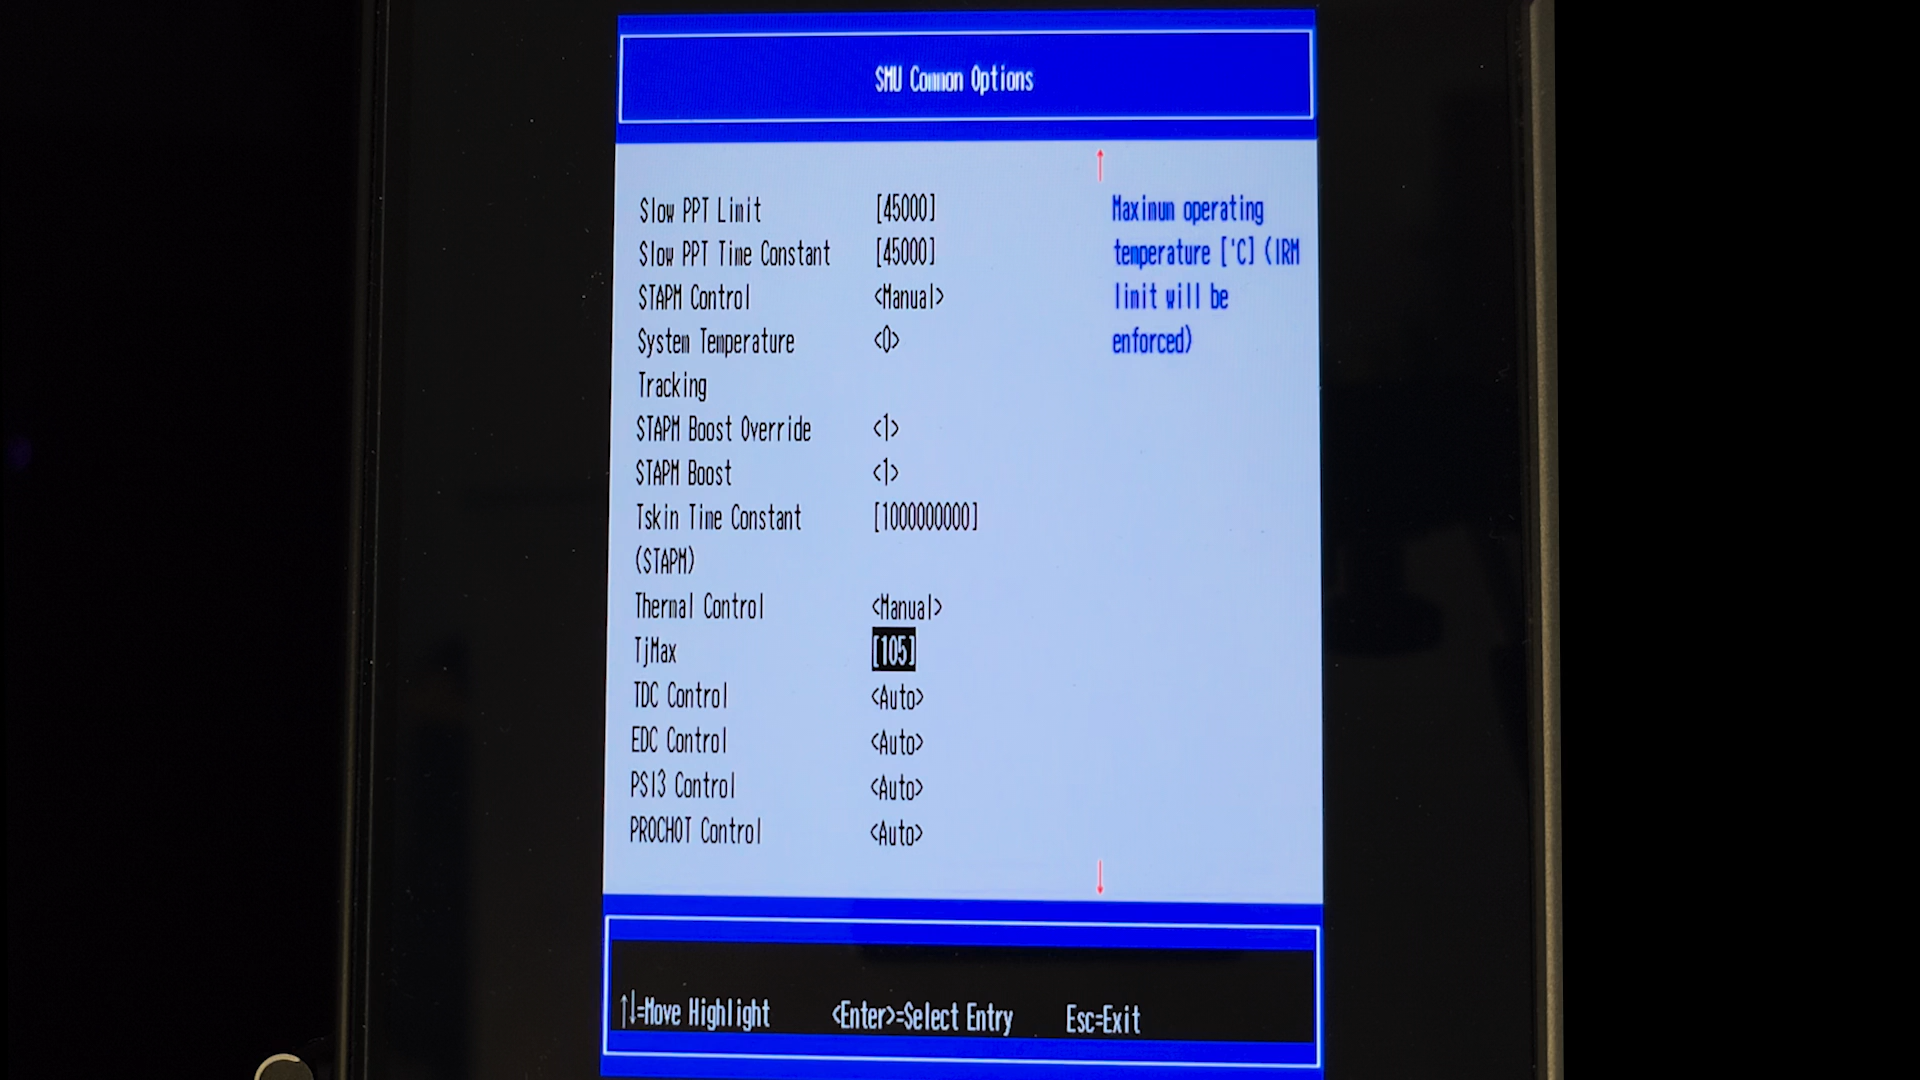 SMU Common Options
Slow PPT Limit [45000]
Slow PPT Time Constant [45000]
STAPM Control <Manual>
System Temperature <0>
Tracking
STAPM Boost Override <1>
STAPM Boost <1>
Tskin Time Constant [1000000000]
(STAPM)
Thermal Control <Manual>
TjMax [105]
TDC Control <Auto>
EDC Control <Auto>
PSI3 Control <Auto>
PROCHOT Control <Auto>
↑
Maximum operating
temperature ['C] (IRM
limit will be
enforced)
↓
↑↓=Move Highlight <Enter>=Select Entry Esc=Exit